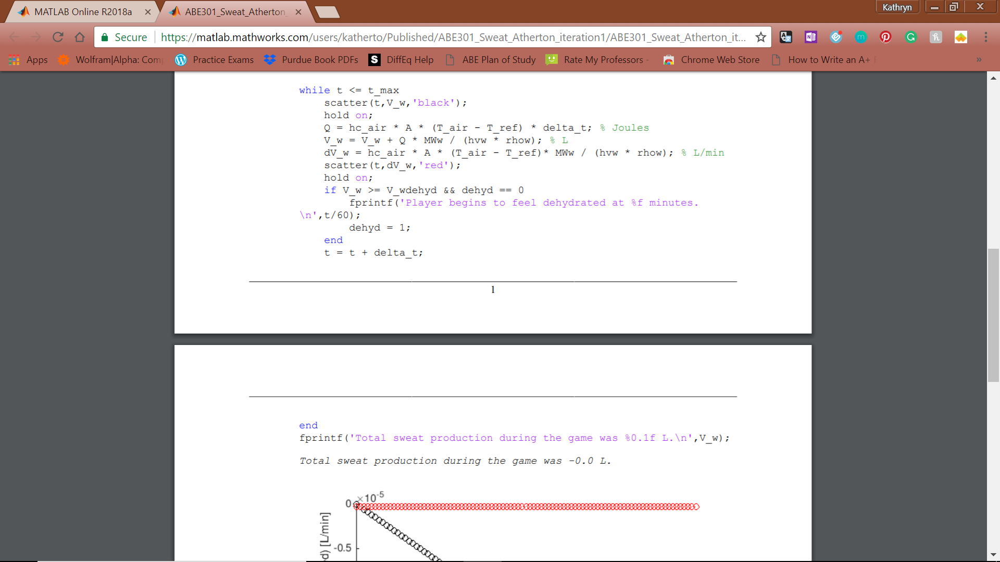 MATLAB Online R2018a
ABE301_Sweat_Atherton_
Kathryn
Secure
https://matlab.mathworks.com/users/katherto/Published/ABE301_Sweat_Atherton_iteration1/ABE301_Sweat_Atherton_it...
Apps
Wolfram|Alpha: Com
Practice Exams
Purdue Book PDFs
S
DiffEq Help
ABE Plan of Study
Rate My Professors -
Chrome Web Store
How to Write an A+
»
while t <= t_max
scatter(t,V_w,'black');
hold on;
Q = hc_air * A * (T_air - T_ref) * delta_t; % Joules
V_w = V_w + Q * MWw / (hvw * rhow); % L
dV_w = hc_air * A * (T_air - T_ref)* MWw / (hvw * rhow); % L/min
scatter(t,dV_w,'red');
hold on;
if V_w >= V_wdehyd && dehyd == 0
fprintf('Player begins to feel dehydrated at %f minutes.
\n',t/60);
dehyd = 1;
end
t = t + delta_t;
1
end
fprintf('Total sweat production during the game was %0.1f L.\n',V_w);
Total sweat production during the game was -0.0 L.
×10-5
0
-0.5
d) [L/min]